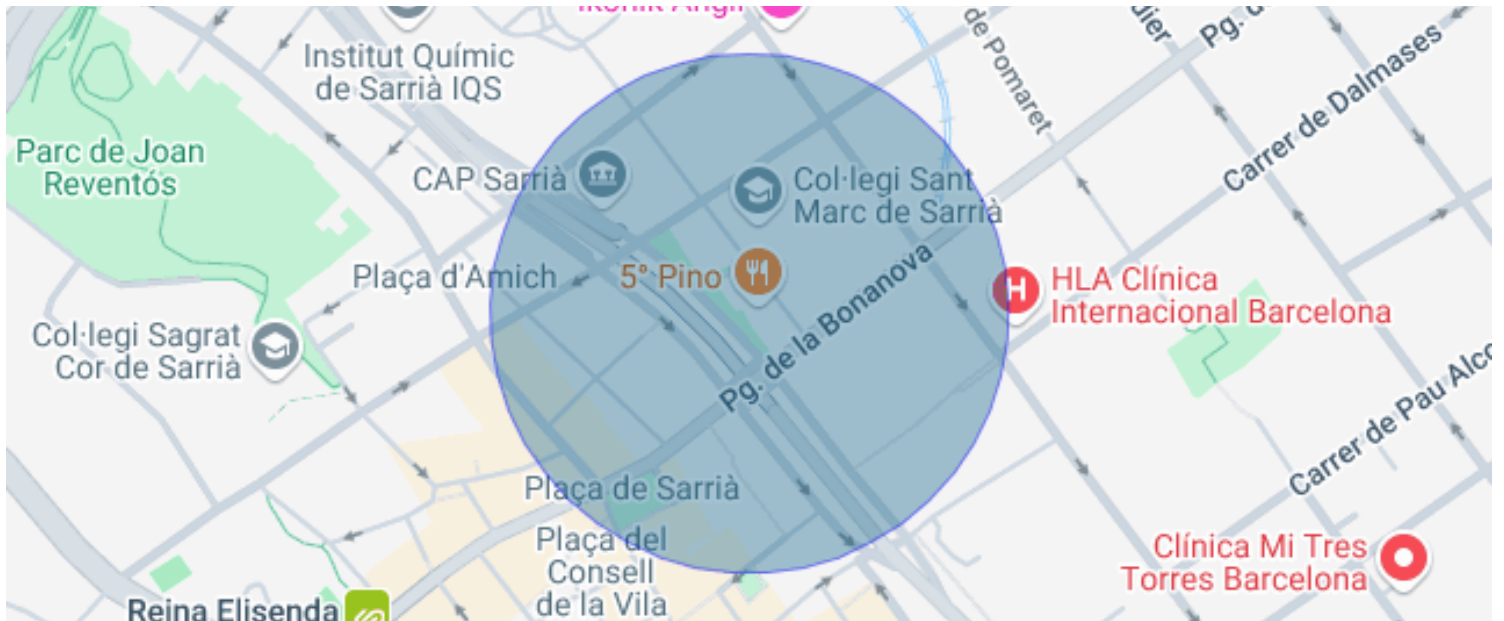 Ikonik Anglí
Institut Químic
de Sarrià IQS
de Pomaret
Pg. de
Carrer de Dalmases
Parc de Joan
Reventós
CAP Sarrià
Col·legi Sant
Marc de Sarrià
Plaça d'Amich
5° Pino
Pg. de la Bonanova
HLA Clínica
Internacional Barcelona
Col·legi Sagrat
Cor de Sarrià
Carrer de Pau Alco
Plaça de Sarrià
Plaça del
Consell
de la Vila
Clínica Mi Tres
Torres Barcelona
Reina Elisenda